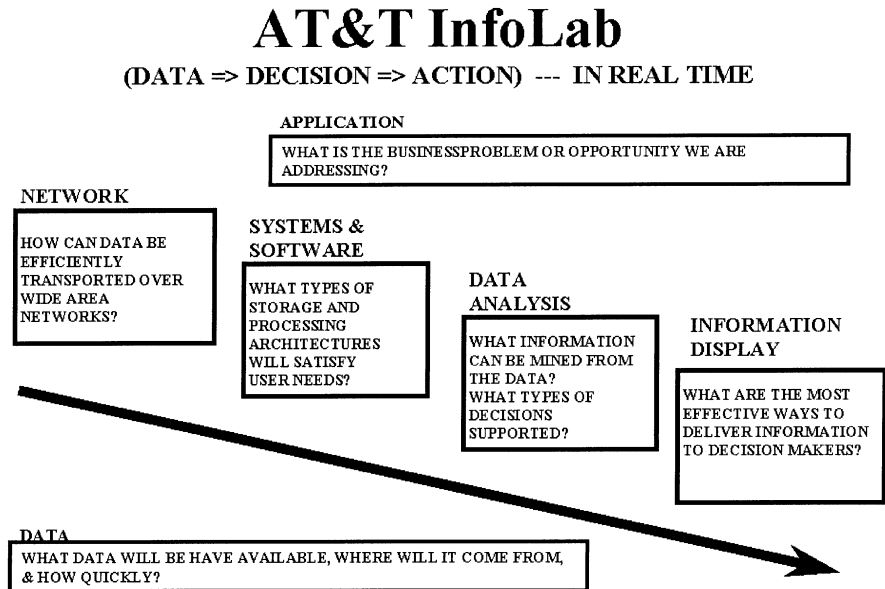 AT&T InfoLab
(DATA => DECISION => ACTION) --- IN REAL TIME
APPLICATION
WHAT IS THE BUSINESSPROBLEM OR OPPORTUNITY WE ARE
ADDRESSING?
NETWORK
HOW CAN DATA BE
EFFICIENTLY
TRANSPORTED OVER
WIDE AREA
NETWORKS?
SYSTEMS &
SOFTWARE
WHAT TYPES OF
STORAGE AND
PROCESSING
ARCHITECTURES
WILL SATISFY
USER NEEDS?
DATA
ANALYSIS
WHAT INFORMATION
CAN BE MINED FROM
THE DATA?
WHAT TYPES OF
DECISIONS
SUPPORTED?
INFORMATION
DISPLAY
WHAT ARE THE MOST
EFFECTIVE WAYS TO
DELIVER INFORMATION
TO DECISION MAKERS?
DATA
WHAT DATA WILL BE HAVE AVAILABLE, WHERE WILL IT COME FROM,
& HOW QUICKLY?